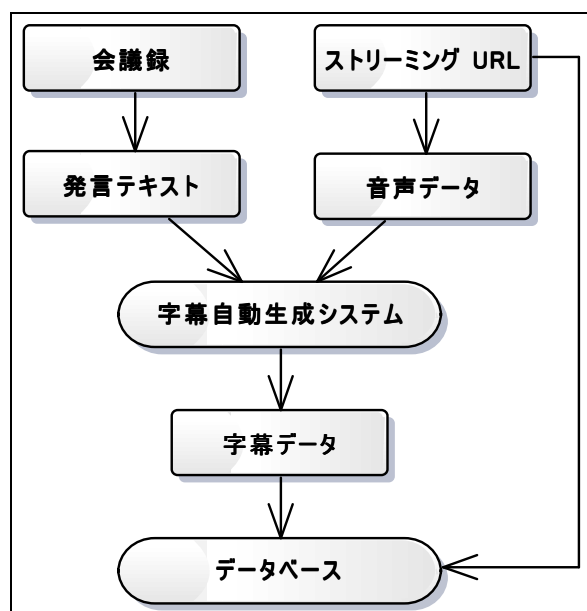 会議録
ストリーミング URL
発言テキスト
音声データ
字幕自動生成システム
字幕データ
データベース